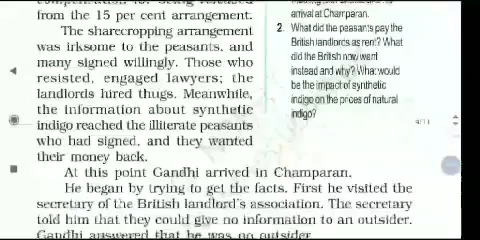 from the 15 per cent arrangement.
The sharecropping arrangement
was irksome to the peasants, and
many signed willingly. Those who
resisted, engaged lawyers; the
landlords hired thugs. Meanwhile,
the information about synthetic
indigo reached the illiterate peasants
who had signed, and they wanted
their money back.
At this point Gandhi arrived in Champaran.
He began by trying to get the facts. First he visited the
secretary of the British landlord's association. The secretary
told him that they could give no information to an outsider.
Gandhi answered that he was no outsider.
arrival at Champaran.
2. What did the peasants pay the
British landlords as rent? What
did the British now want
instead and why? What would
be the impact of synthetic
indigo on the prices of natural
indigo?
4/11